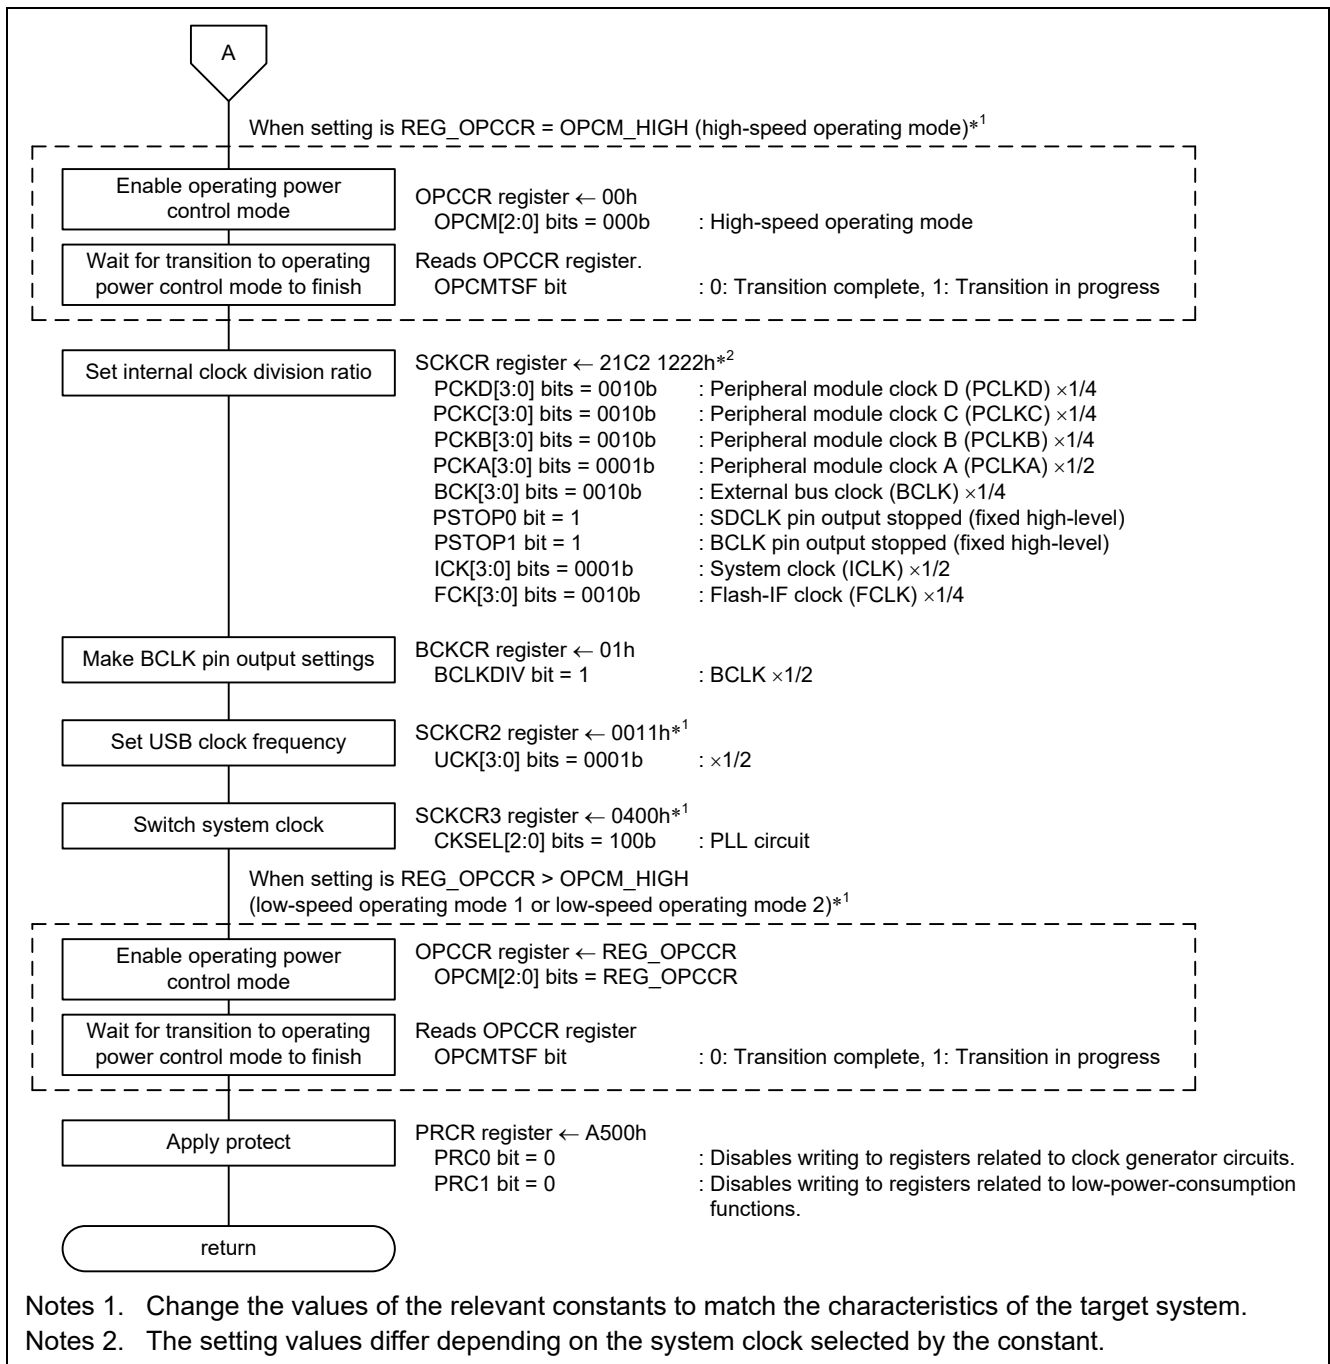 A
When setting is REG_OPCCR = OPCM_HIGH (high-speed operating mode)*1
Enable operating power
control mode
OPCCR register ← 00h
OPCM[2:0] bits = 000b : High-speed operating mode
Wait for transition to operating
power control mode to finish
Reads OPCCR register.
OPCMTSF bit : 0: Transition complete, 1: Transition in progress
Set internal clock division ratio
SCKCR register ← 21C2 1222h*2
PCKD[3:0] bits = 0010b : Peripheral module clock D (PCLKD) ×1/4
PCKC[3:0] bits = 0010b : Peripheral module clock C (PCLKC) ×1/4
PCKB[3:0] bits = 0010b : Peripheral module clock B (PCLKB) ×1/4
PCKA[3:0] bits = 0001b : Peripheral module clock A (PCLKA) ×1/2
BCK[3:0] bits = 0010b : External bus clock (BCLK) ×1/4
PSTOP0 bit = 1 : SDCLK pin output stopped (fixed high-level)
PSTOP1 bit = 1 : BCLK pin output stopped (fixed high-level)
ICK[3:0] bits = 0001b : System clock (ICLK) ×1/2
FCK[3:0] bits = 0010b : Flash-IF clock (FCLK) ×1/4
Make BCLK pin output settings
BCKCR register ← 01h
BCLKDIV bit = 1 : BCLK ×1/2
Set USB clock frequency
SCKCR2 register ← 0011h*1
UCK[3:0] bits = 0001b : ×1/2
Switch system clock
SCKCR3 register ← 0400h*1
CKSEL[2:0] bits = 100b : PLL circuit
When setting is REG_OPCCR > OPCM_HIGH
(low-speed operating mode 1 or low-speed operating mode 2)*1
Enable operating power
control mode
OPCCR register ← REG_OPCCR
OPCM[2:0] bits = REG_OPCCR
Wait for transition to operating
power control mode to finish
Reads OPCCR register
OPCMTSF bit : 0: Transition complete, 1: Transition in progress
Apply protect
PRCR register ← A500h
PRC0 bit = 0 : Disables writing to registers related to clock generator circuits.
PRC1 bit = 0 : Disables writing to registers related to low-power-consumption
functions.
return
Notes 1. Change the values of the relevant constants to match the characteristics of the target system.
Notes 2. The setting values differ depending on the system clock selected by the constant.